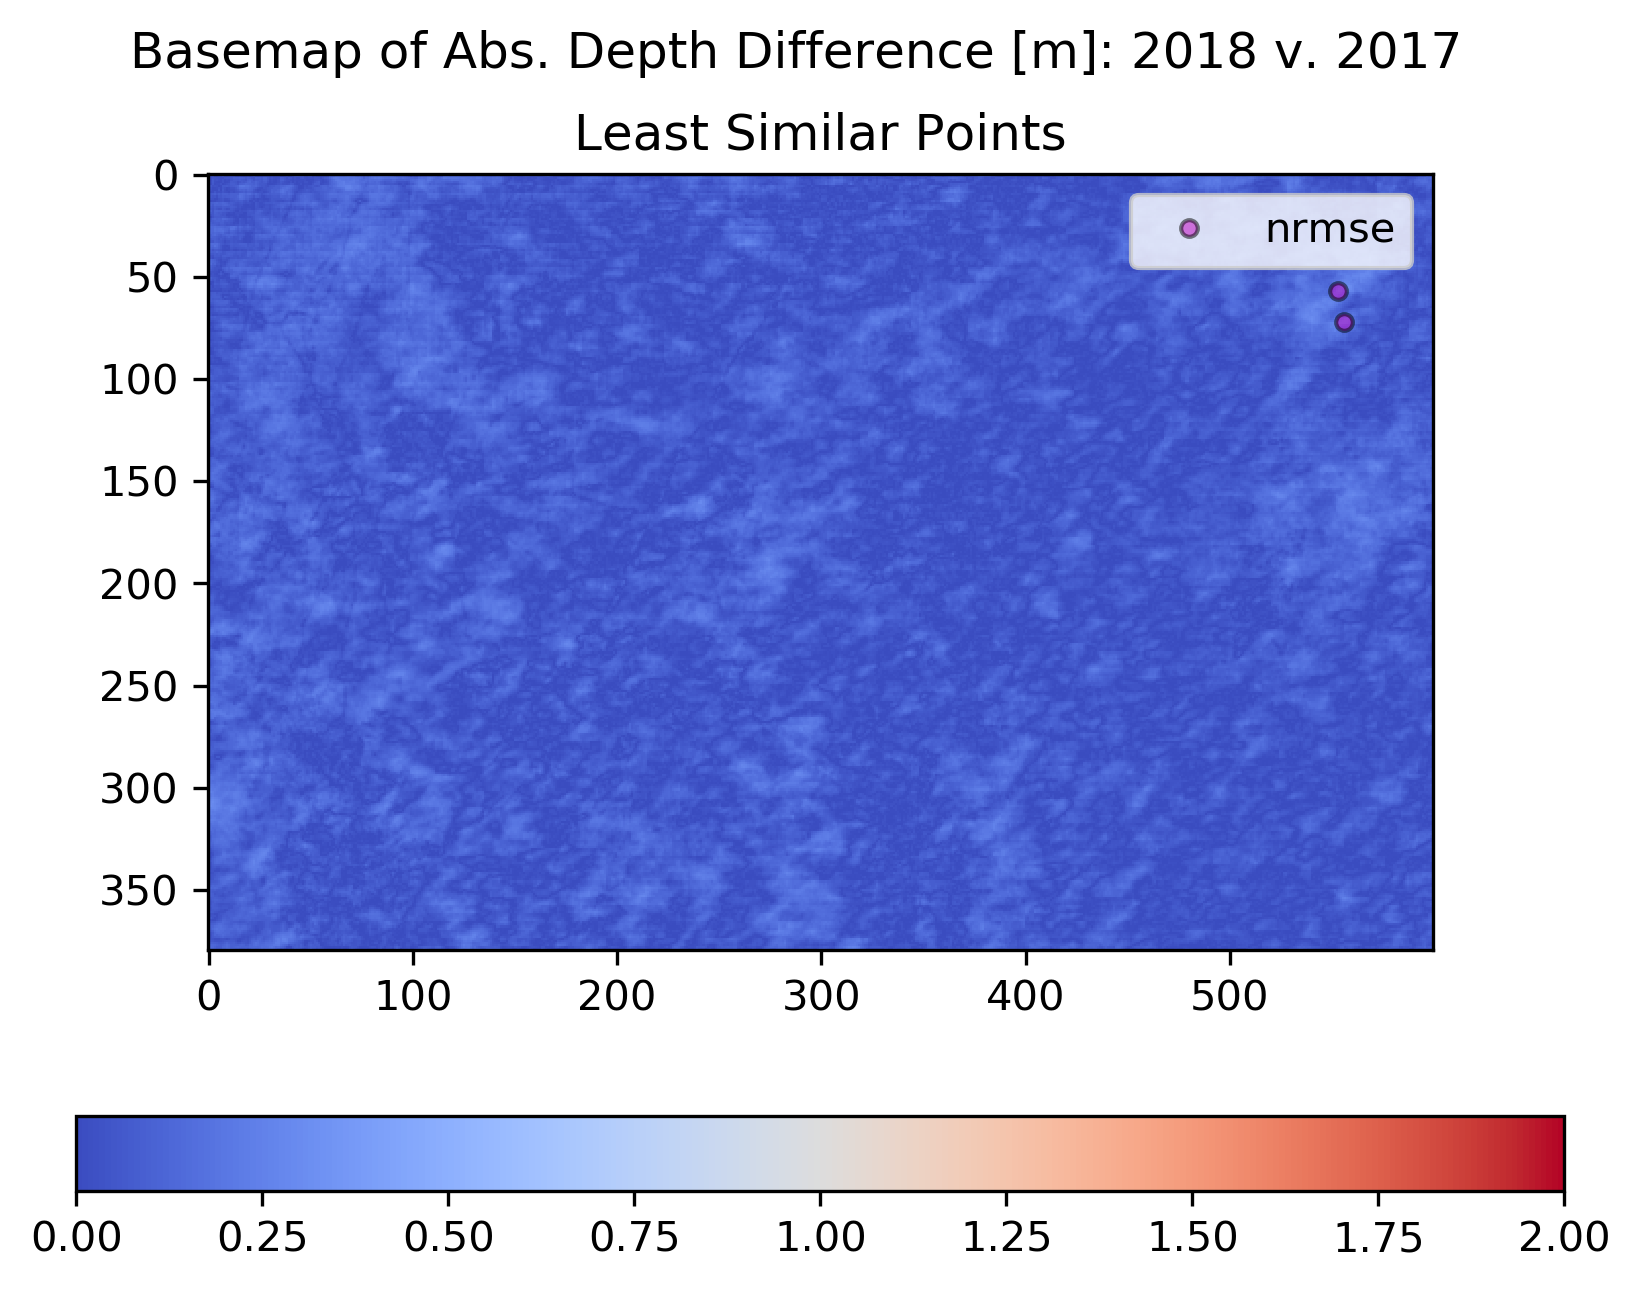 Basemap of Abs. Depth Difference [m]: 2018 v. 2017
Least Similar Points
nrmse
0
50
100
150
200
250
300
350
0 100 200 300 400 500
0.00 0.25 0.50 0.75 1.00 1.25 1.50 1.75 2.00